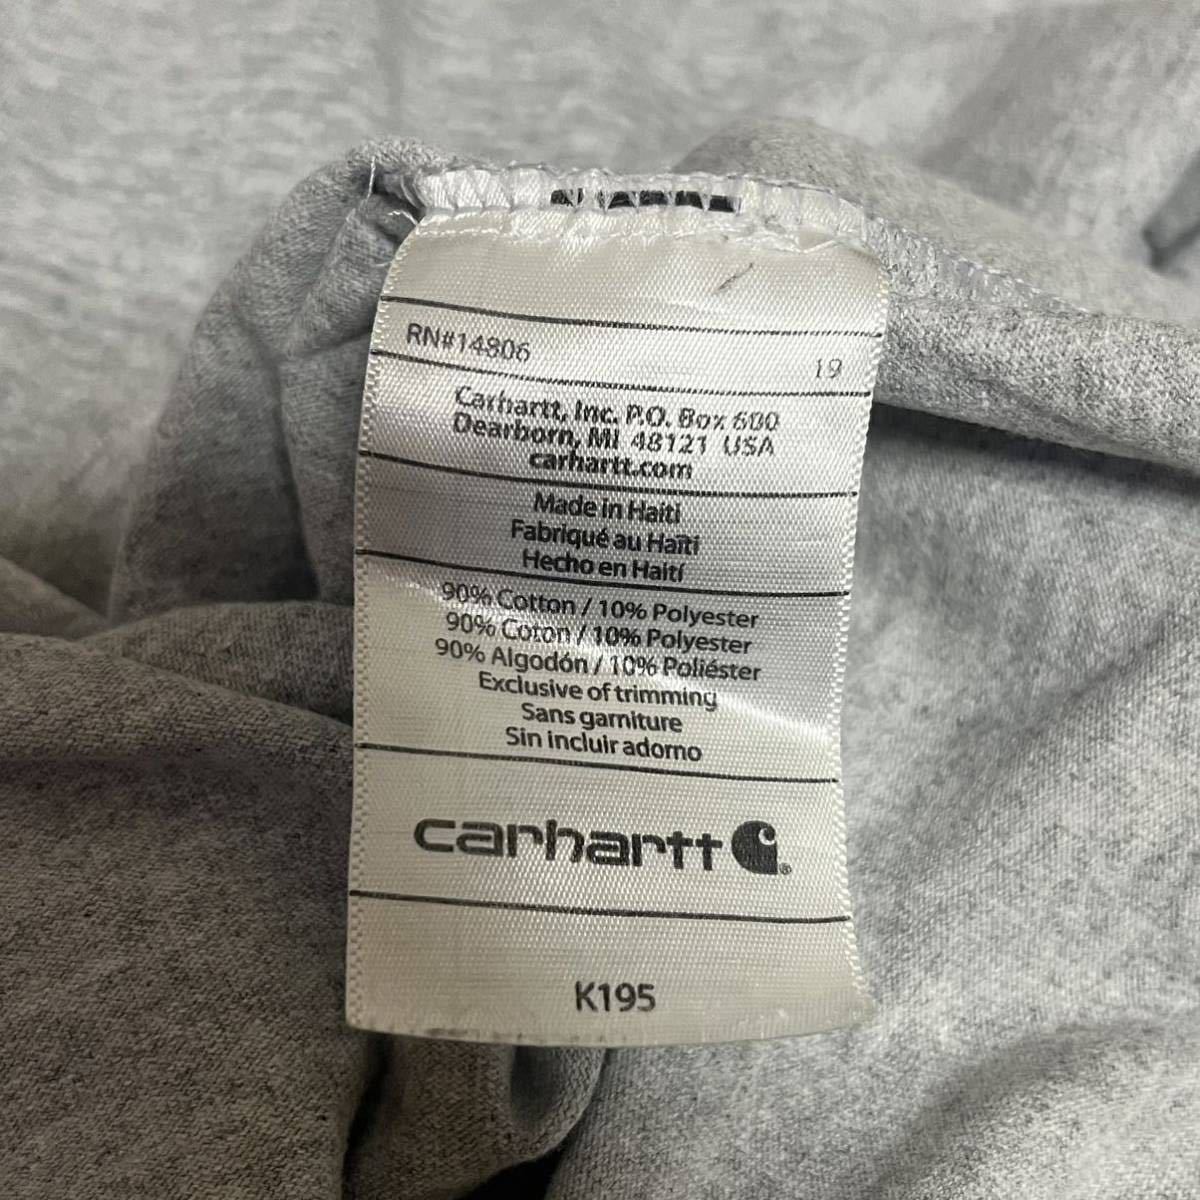 RN#14806 19
Carhartt, Inc. P.O. Box 600
Dearborn, MI 48121 USA
carhartt.com
Made in Haiti
Fabriqué au Haïti
Hecho en Haití
90% Cotton / 10% Polyester
90% Coton / 10% Polyester
90% Algodón / 10% Poliéster
Exclusive of trimming
Sans garniture
Sin incluir adorno
carhartt ®
K195